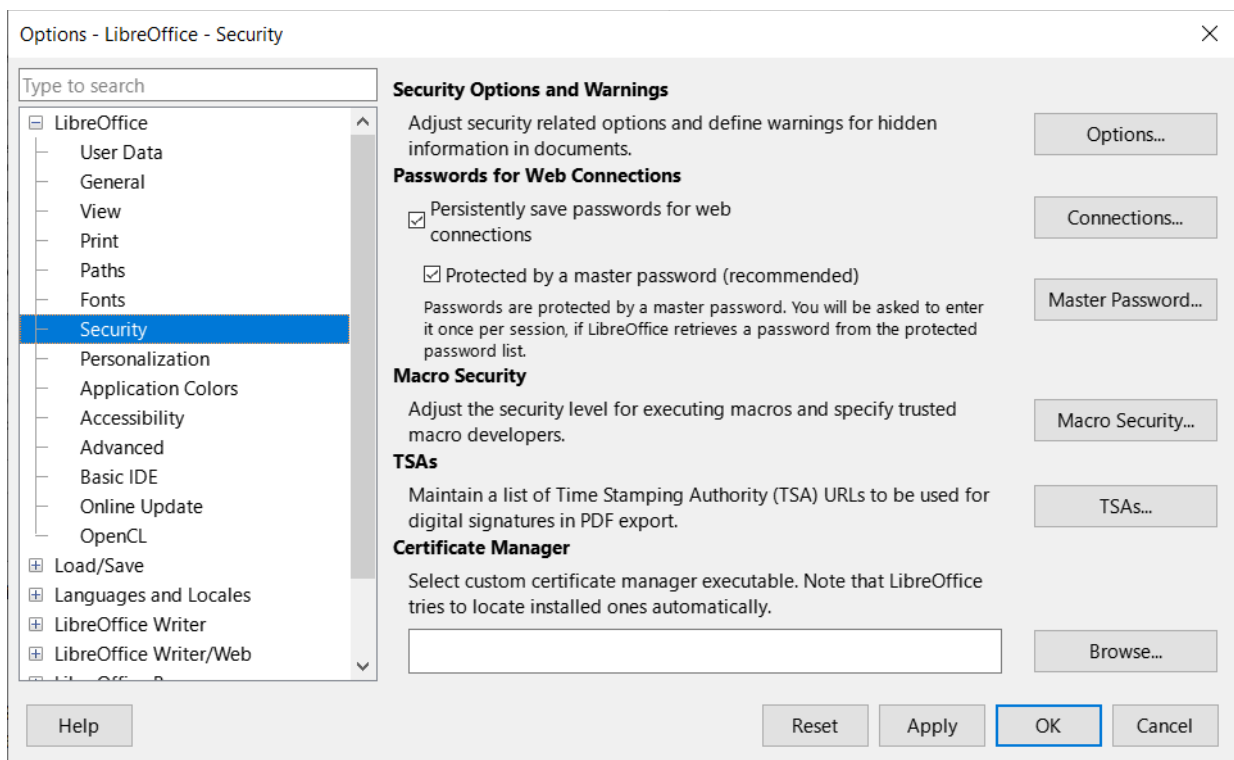 Options - LibreOffice - Security
Type to search
LibreOffice
User Data
General
View
Print
Paths
Fonts
Security
Personalization
Application Colors
Accessibility
Advanced
Basic IDE
Online Update
OpenCL
Load/Save
Languages and Locales
LibreOffice Writer
LibreOffice Writer/Web
Security Options and Warnings
Adjust security related options and define warnings for hidden
information in documents.
Options...
Passwords for Web Connections
Persistently save passwords for web
connections
Connections...
Protected by a master password (recommended)
Passwords are protected by a master password. You will be asked to enter
it once per session, if LibreOffice retrieves a password from the protected
password list.
Master Password...
Macro Security
Adjust the security level for executing macros and specify trusted
macro developers.
Macro Security...
TSAs
Maintain a list of Time Stamping Authority (TSA) URLs to be used for
digital signatures in PDF export.
TSAs...
Certificate Manager
Select custom certificate manager executable. Note that LibreOffice
tries to locate installed ones automatically.
Browse...
Help
Reset
Apply
OK
Cancel